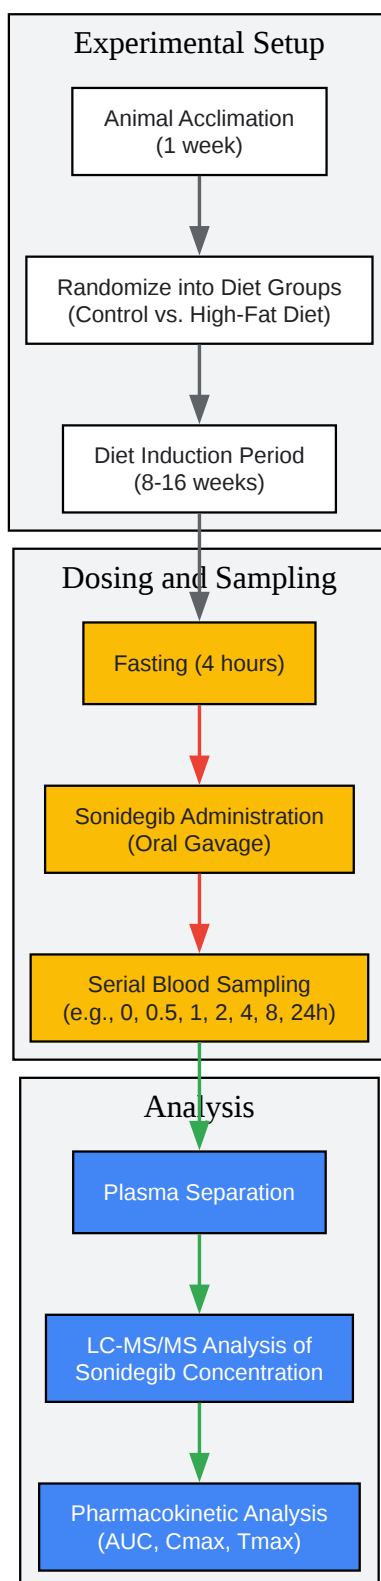 Experimental Setup
Animal Acclimation
(1 week)
Randomize into Diet Groups
(Control vs. High-Fat Diet)
Diet Induction Period
(8-16 weeks)
Dosing and Sampling
Fasting (4 hours)
Sonidegib Administration
(Oral Gavage)
Serial Blood Sampling
(e.g., 0, 0.5, 1, 2, 4, 8, 24h)
Analysis
Plasma Separation
LC-MS/MS Analysis of
Sonidegib Concentration
Pharmacokinetic Analysis
(AUC, Cmax, Tmax)